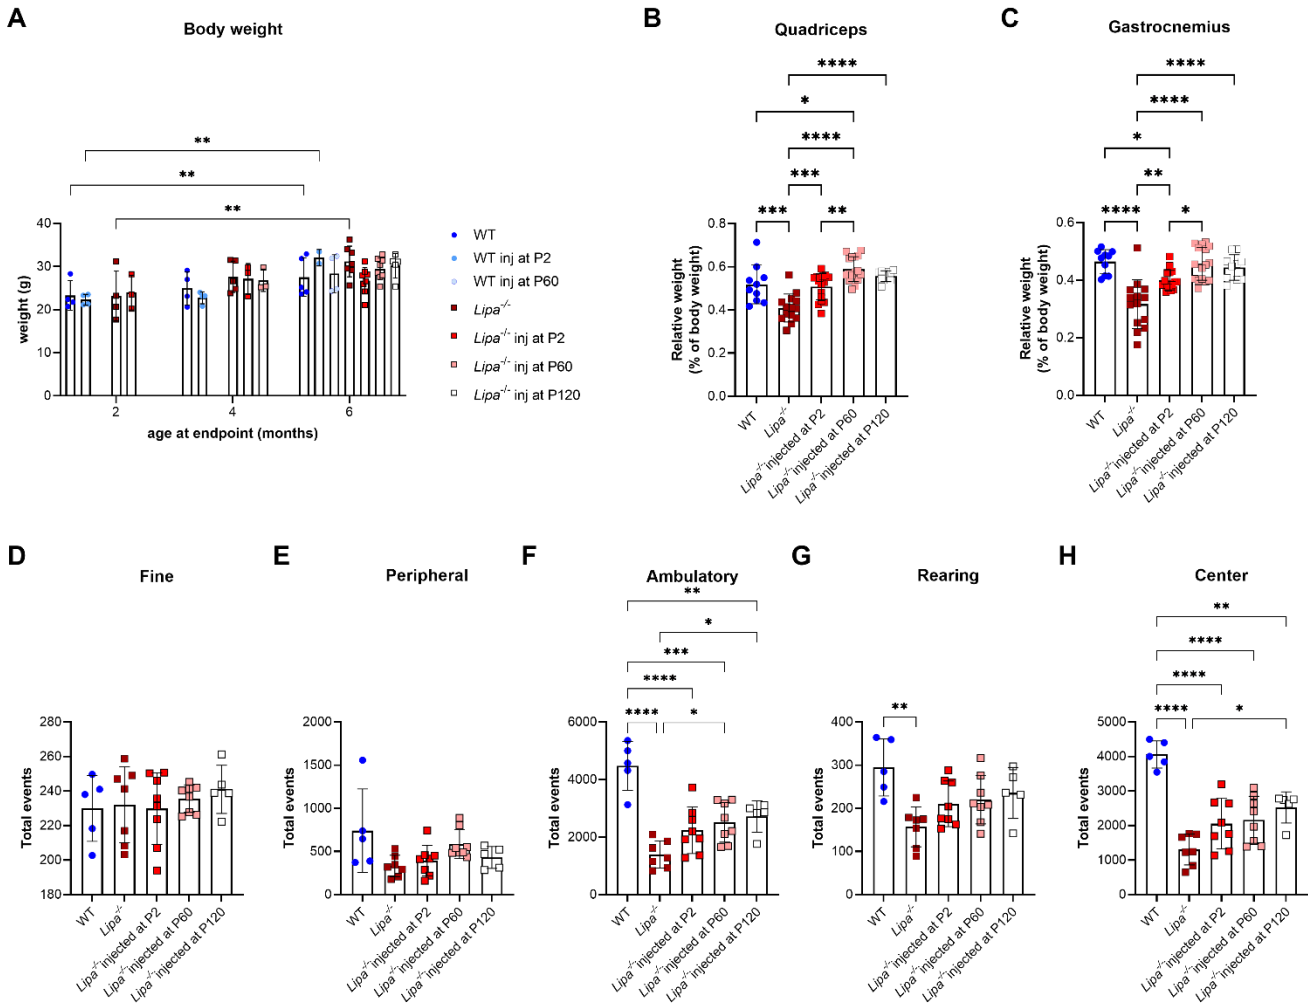 A
Body weight
**
**
**
weight (g)
40
30
20
10
0
2
4
6
age at endpoint (months)
WT
WT inj at P2
WT inj at P60
Lipa-/-
Lipa-/- inj at P2
Lipa-/- inj at P60
Lipa-/- inj at P120
B
Quadriceps
****
*
****
***
***
**
Relative weight
(% of body weight)
0.8
0.6
0.4
0.2
0.0
WT
Lipa-/-
Lipa-/- injected at P2
Lipa-/- injected at P60
Lipa-/- injected at P120
C
Gastrocnemius
****
****
*
**
****
*
Relative weight
(% of body weight)
0.6
0.4
0.2
0.0
WT
Lipa-/-
Lipa-/- injected at P2
Lipa-/- injected at P60
Lipa-/- injected at P120
D
Fine
Total events
280
260
240
220
200
180
WT
Lipa-/-
Lipa-/- injected at P2
Lipa-/- injected at P60
Lipa-/- injected at P120
E
Peripheral
Total events
2000
1500
1000
500
0
WT
Lipa-/-
Lipa-/- injected at P2
Lipa-/- injected at P60
Lipa-/- injected at P120
F
Ambulatory
**
*
***
****
****
*
Total events
6000
4000
2000
0
WT
Lipa-/-
Lipa-/- injected at P2
Lipa-/- injected at P60
Lipa-/- injected at P120
G
Rearing
**
Total events
400
300
200
100
0
WT
Lipa-/-
Lipa-/- injected at P2
Lipa-/- injected at P60
Lipa-/- injected at P120
H
Center
**
****
****
****
*
Total events
5000
4000
3000
2000
1000
0
WT
Lipa-/-
Lipa-/- injected at P2
Lipa-/- injected at P60
Lipa-/- injected at P120